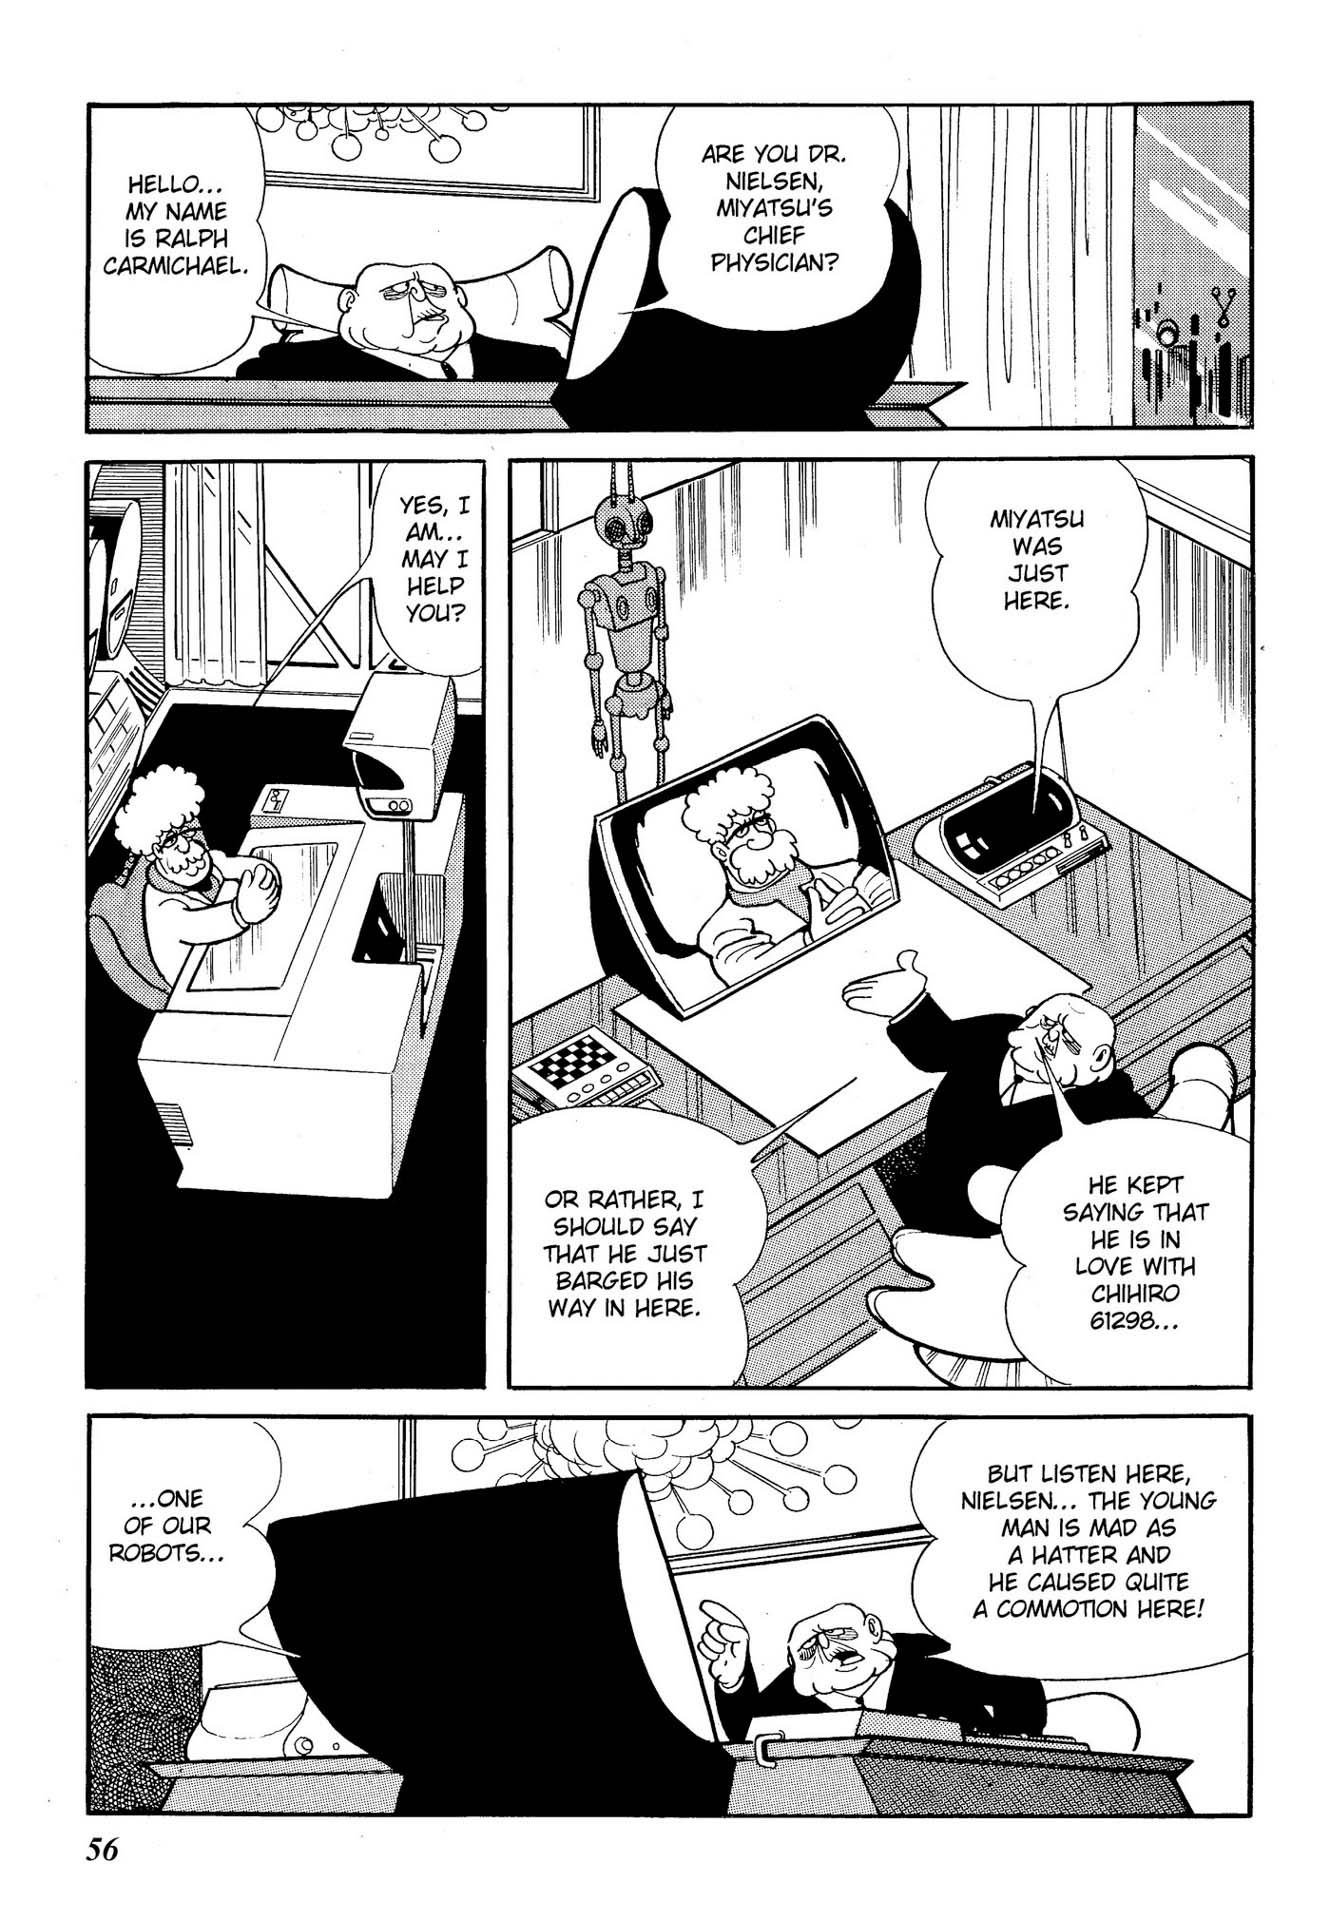 HELLO...
MY NAME
IS RALPH
CARMICHAEL.
ARE YOU DR.
NIELSEN,
MIYATSU'S
CHIEF
PHYSICIAN?
YES, I
AM...
MAY I
HELP
YOU?
MIYATSU
WAS
JUST
HERE.
OR RATHER, I
SHOULD SAY
THAT HE JUST
BARGED HIS
WAY IN HERE.
HE KEPT
SAYING THAT
HE IS IN
LOVE WITH
CHIHIRO
61298...
...ONE
OF OUR
ROBOTS...
BUT LISTEN HERE,
NIELSEN... THE YOUNG
MAN IS MAD AS
A HATTER AND
HE CAUSED QUITE
A COMMOTION HERE!
56